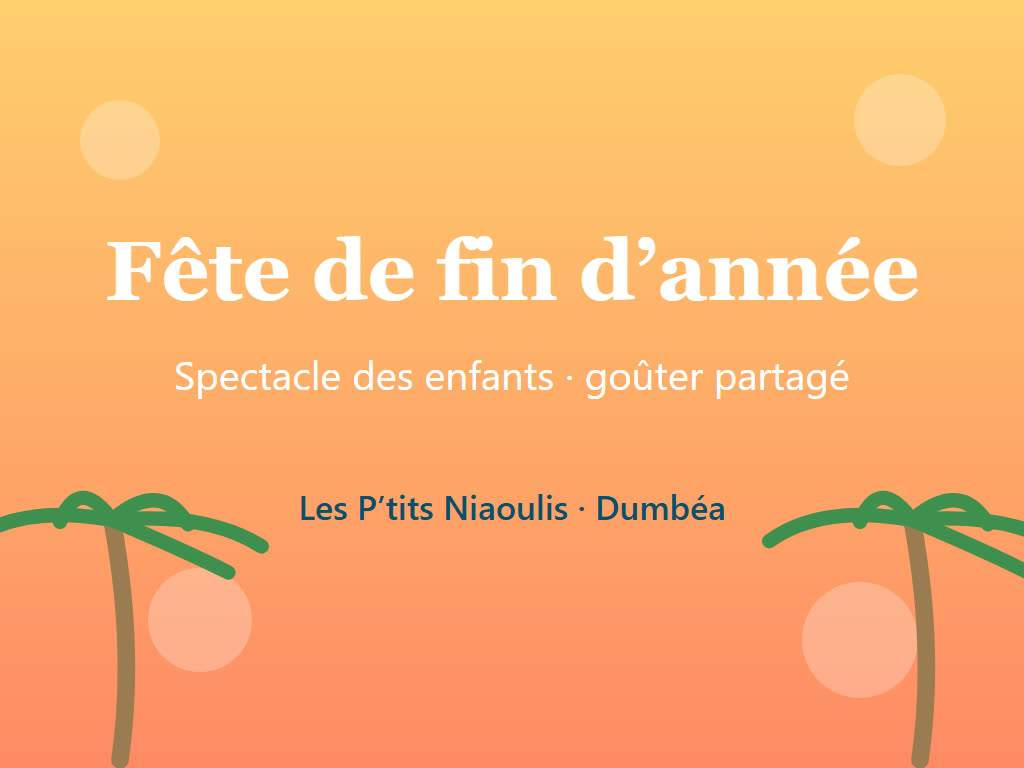 Fête de fin d’année
Spectacle des enfants · goûter partagé
Les P’tits Niaoulis · Dumbéa